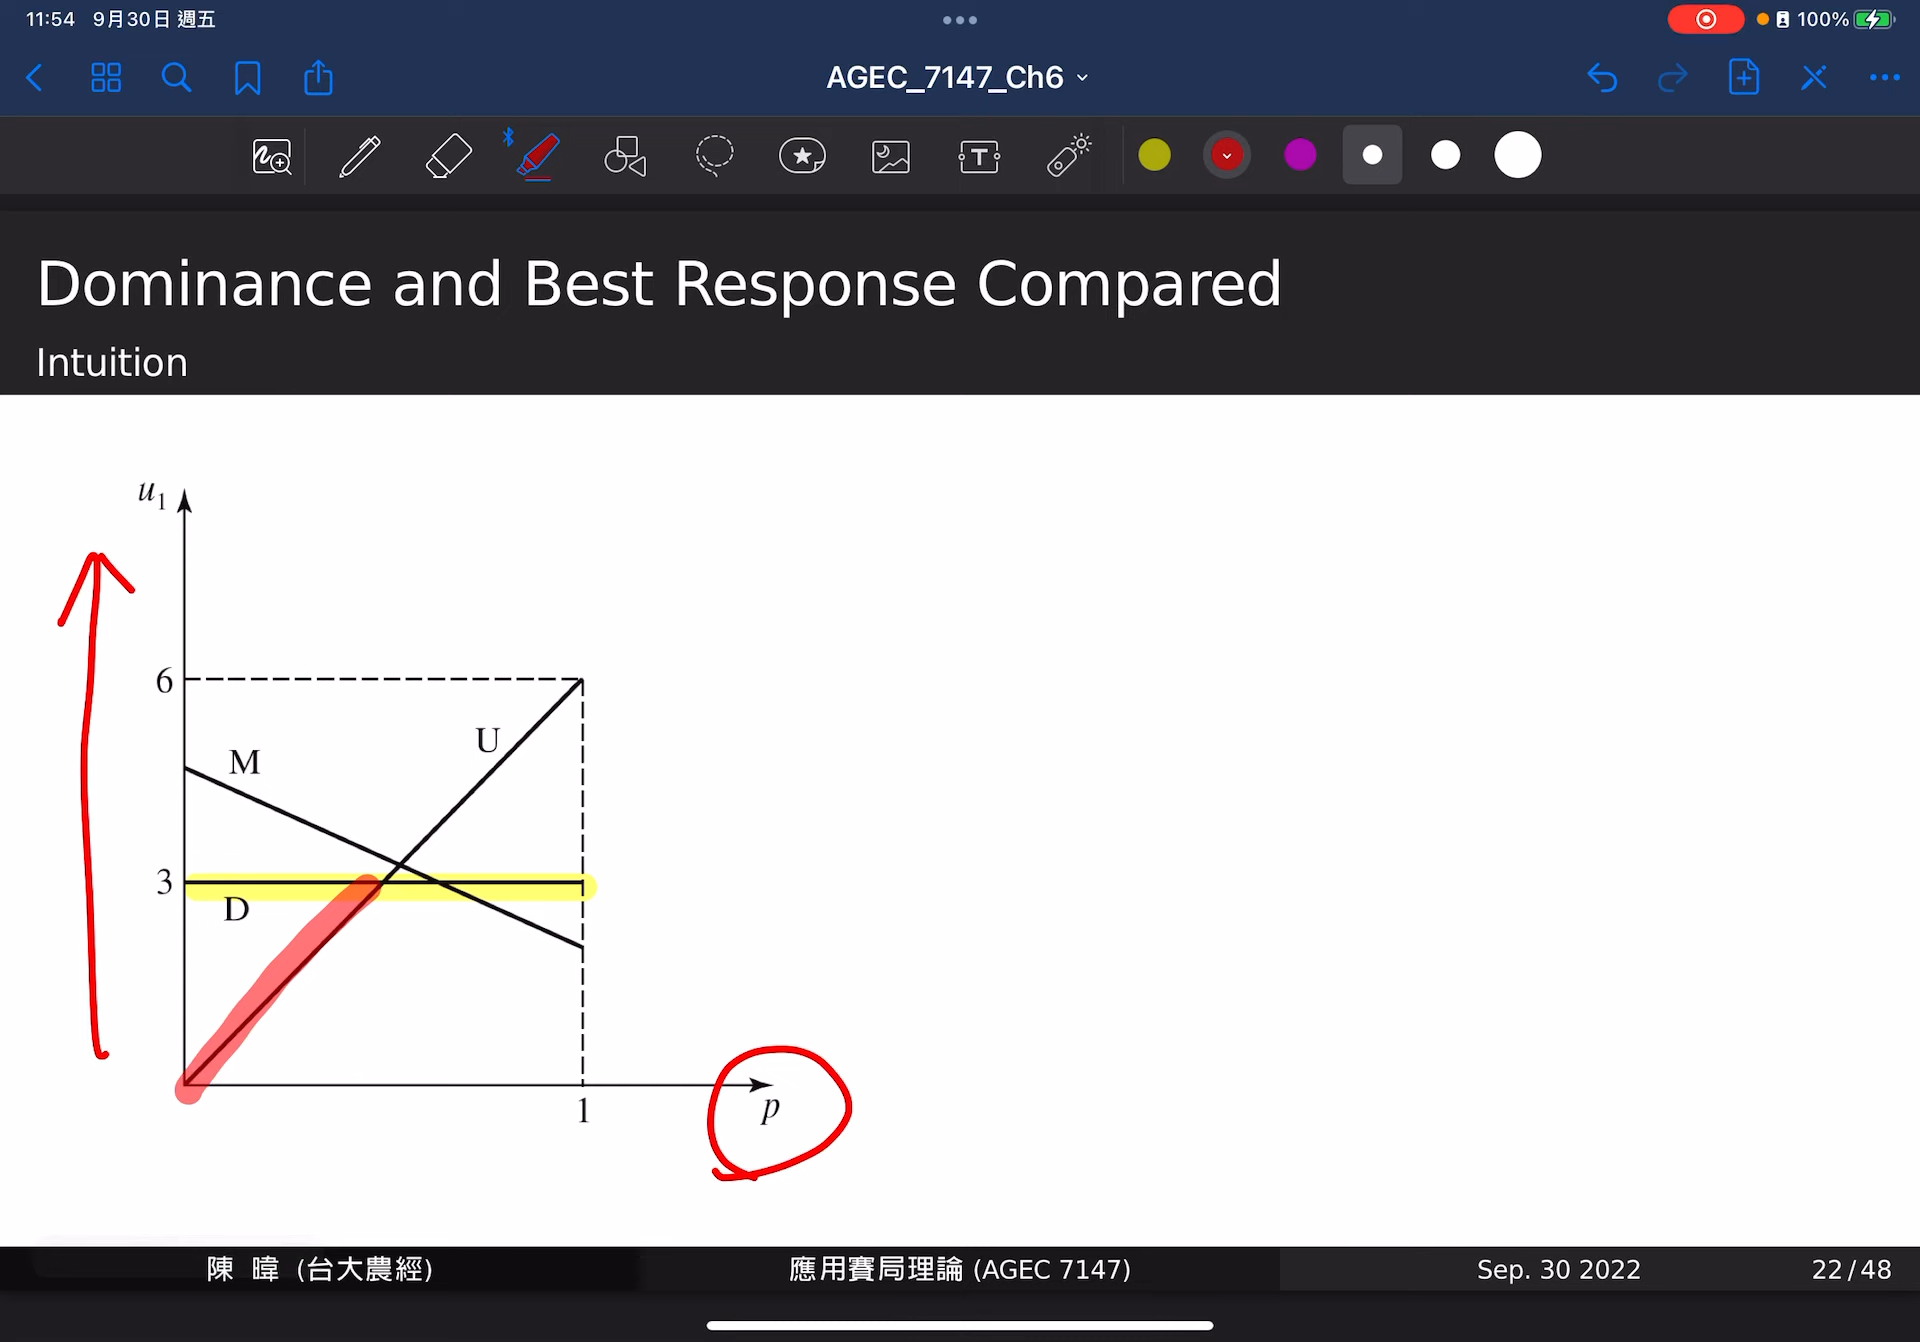 11:54 9月30日 週五
100%
AGEC_7147_Ch6
T
Dominance and Best Response Compared
Intuition
u1
6
U
M
3
D
1
p
陳 暐 (台大農經)
應用賽局理論 (AGEC 7147)
Sep. 30 2022
22 / 48